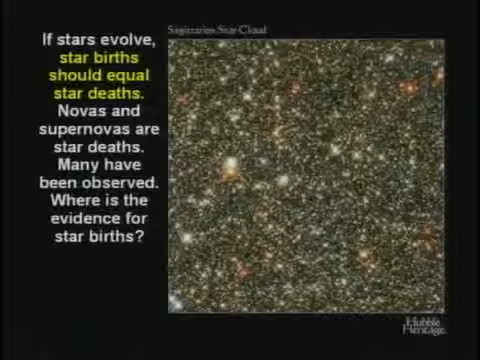 If stars evolve,
star births
should equal
star deaths.
Novas and
supernovas are
star deaths.
Many have
been observed.
Where is the
evidence for
star births?
Sagittarius Star Cloud
Hubble
Heritage